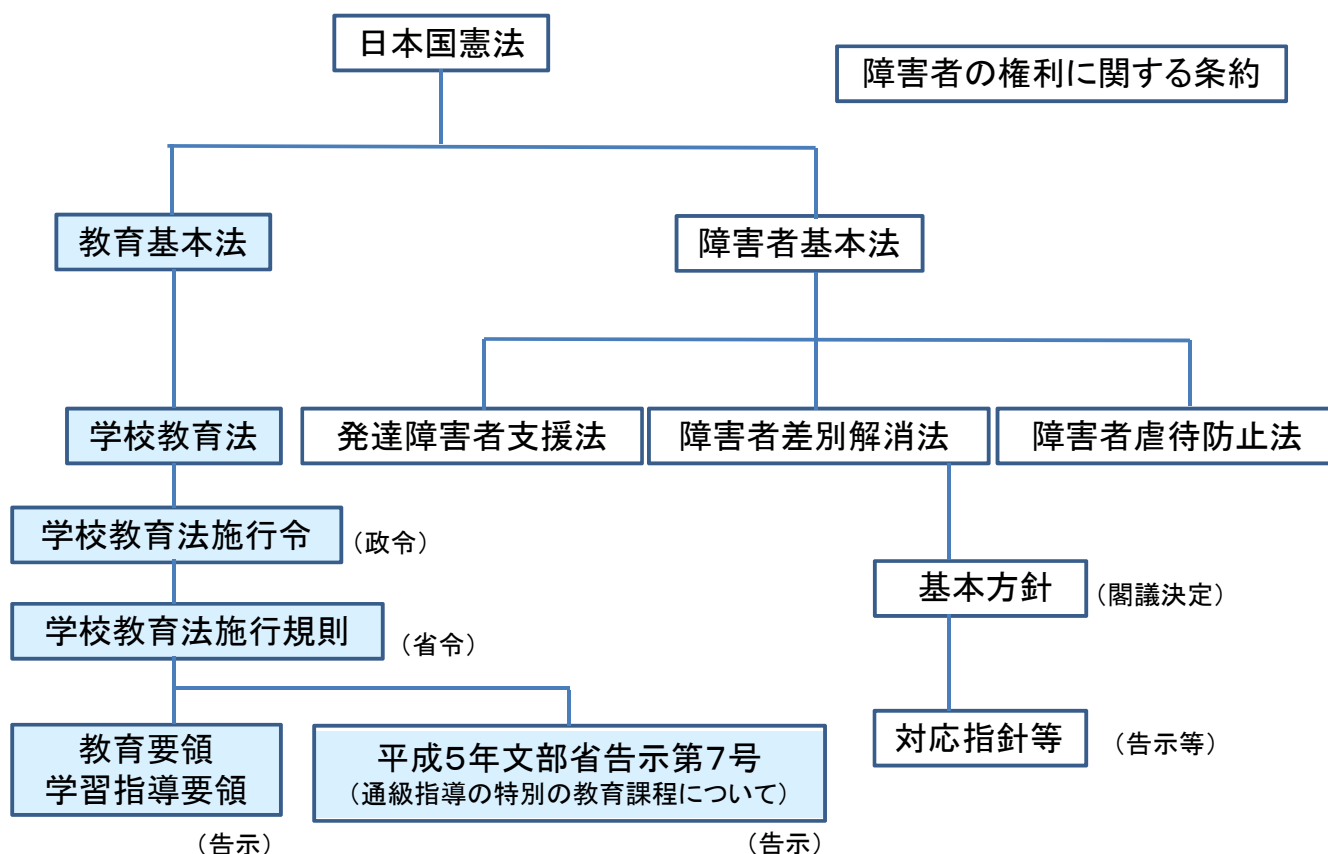 日本国憲法
障害者の権利に関する条約
教育基本法
障害者基本法
学校教育法
発達障害者支援法
障害者差別解消法
障害者虐待防止法
学校教育法施行令
（政令）
基本方針
（閣議決定）
学校教育法施行規則
（省令）
教育要領
学習指導要領
（告示）
平成５年文部省告示第７号
（通級指導の特別の教育課程について）
（告示）
対応指針等
（告示等）